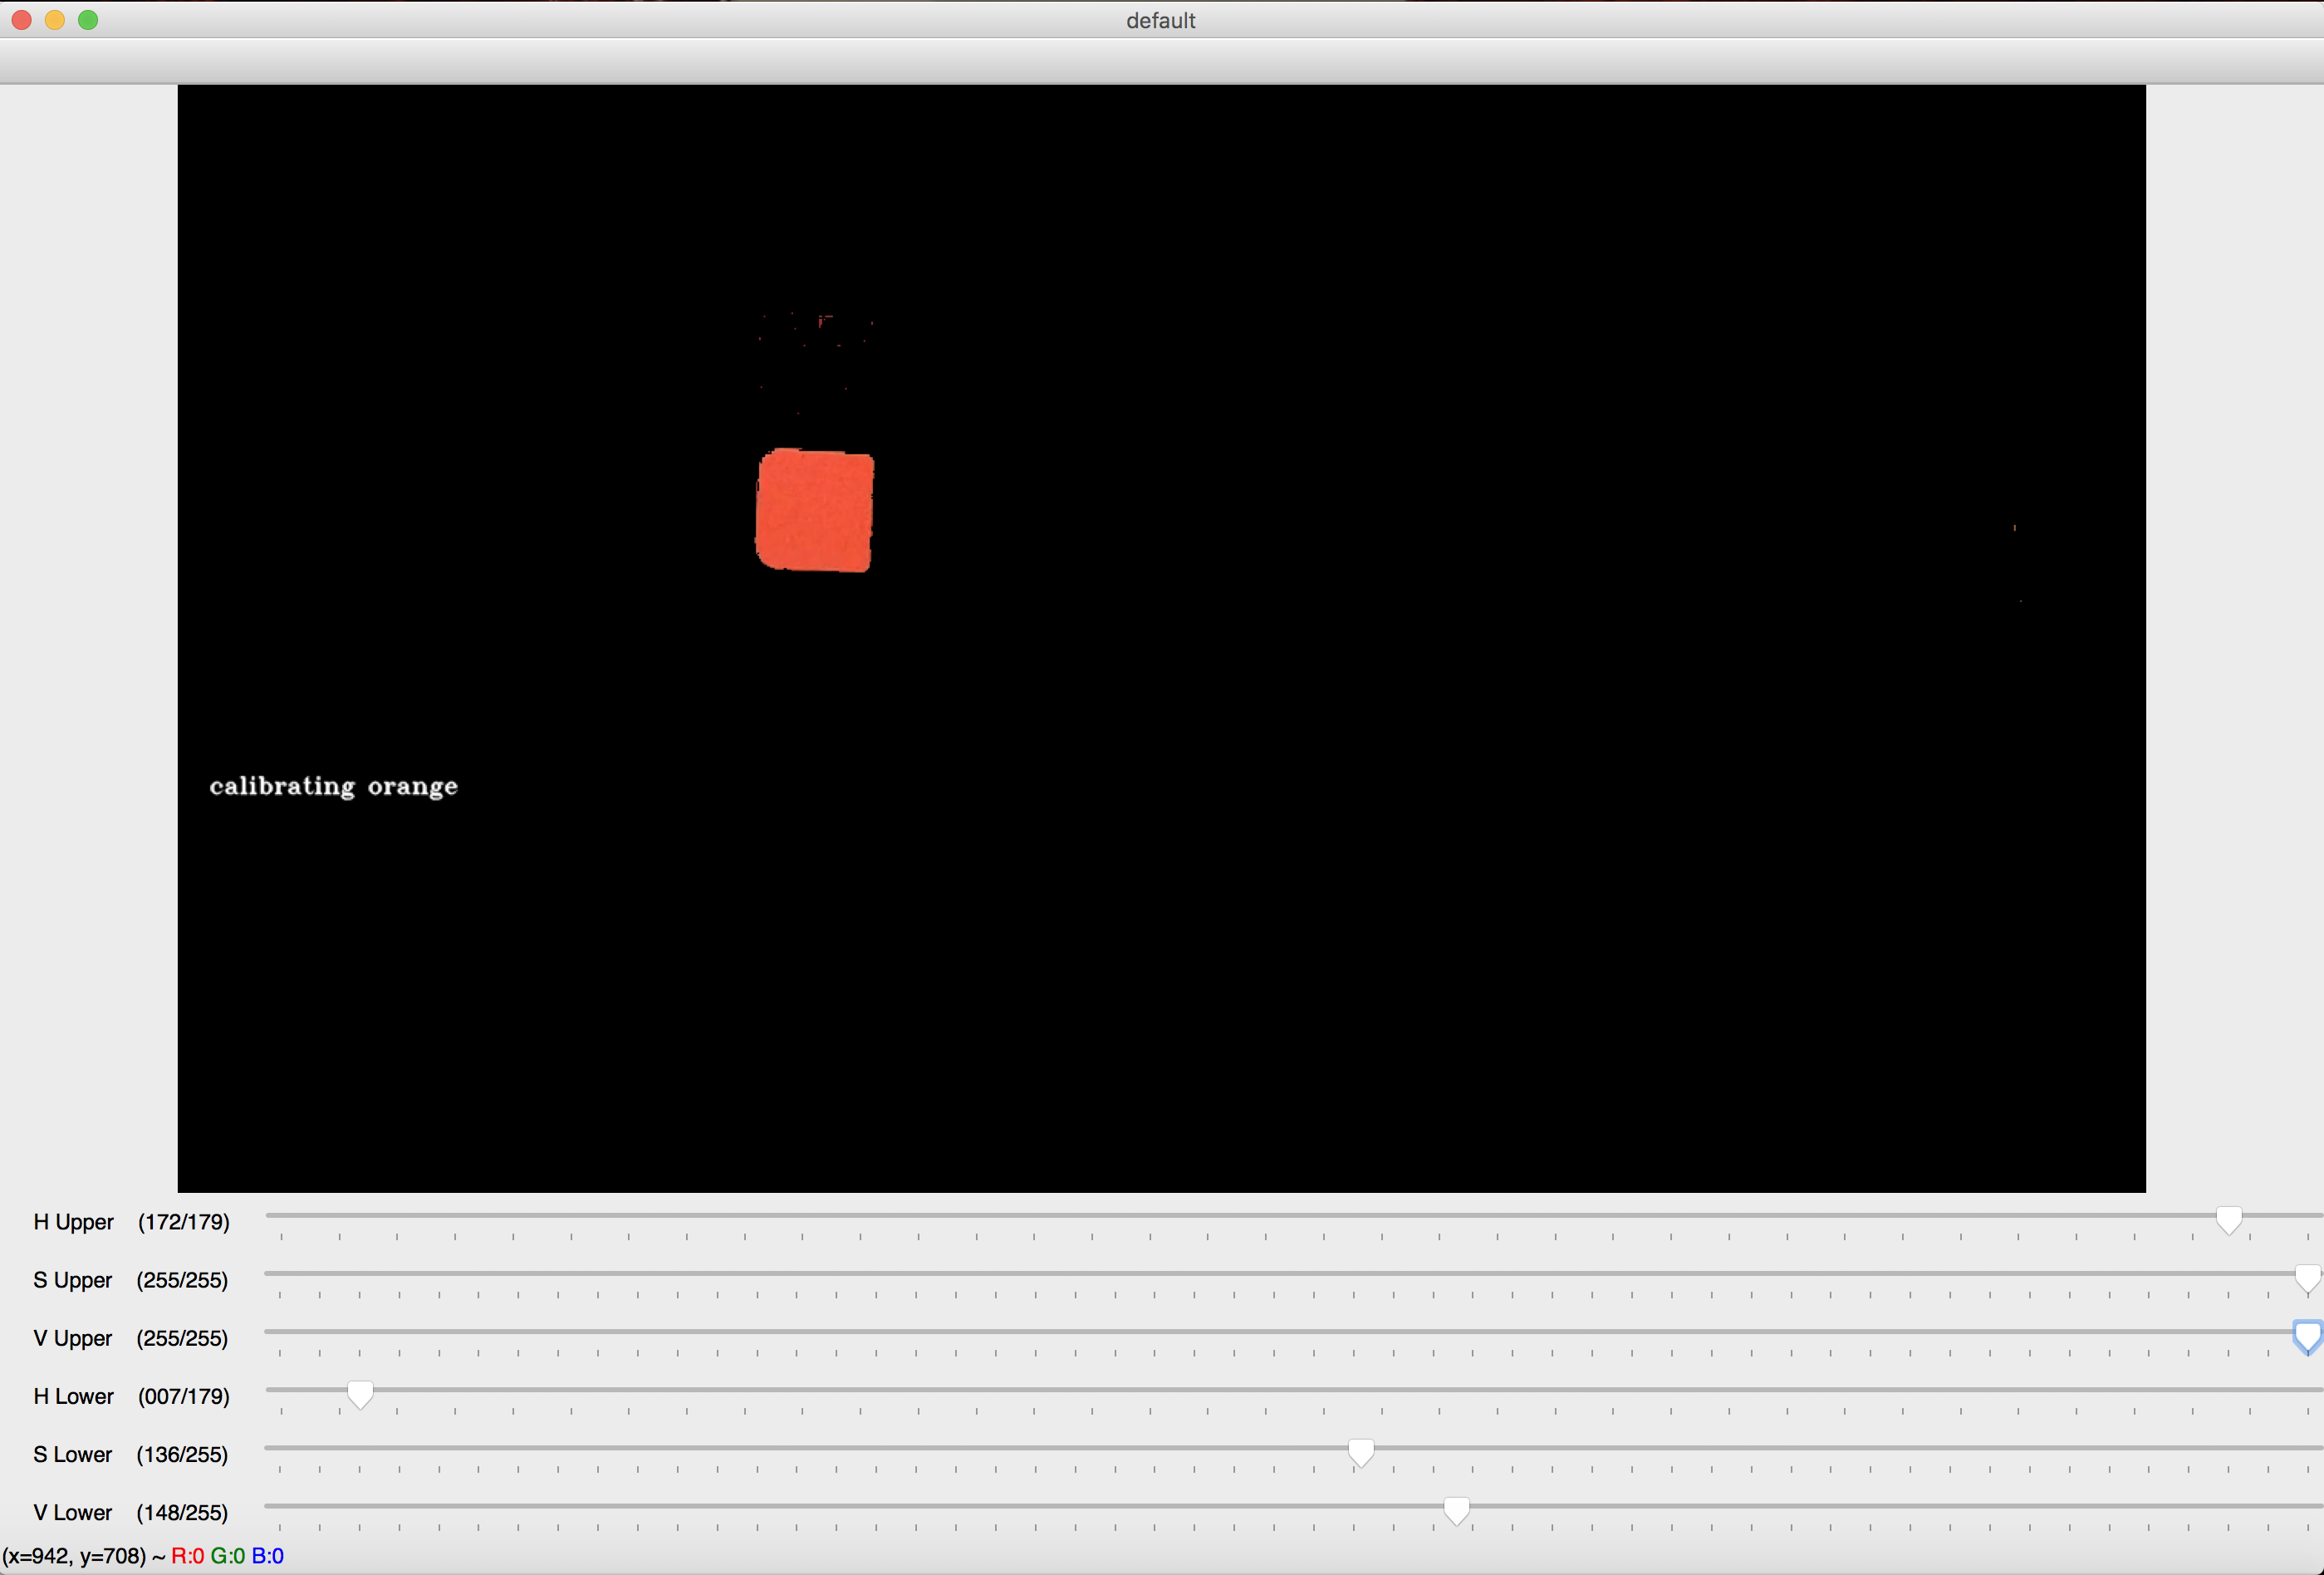 default
calibrating orange
H Upper (172/179)
S Upper (255/255)
V Upper (255/255)
H Lower (007/179)
S Lower (136/255)
V Lower (148/255)
(x=942, y=708) ~ R:0 G:0 B:0